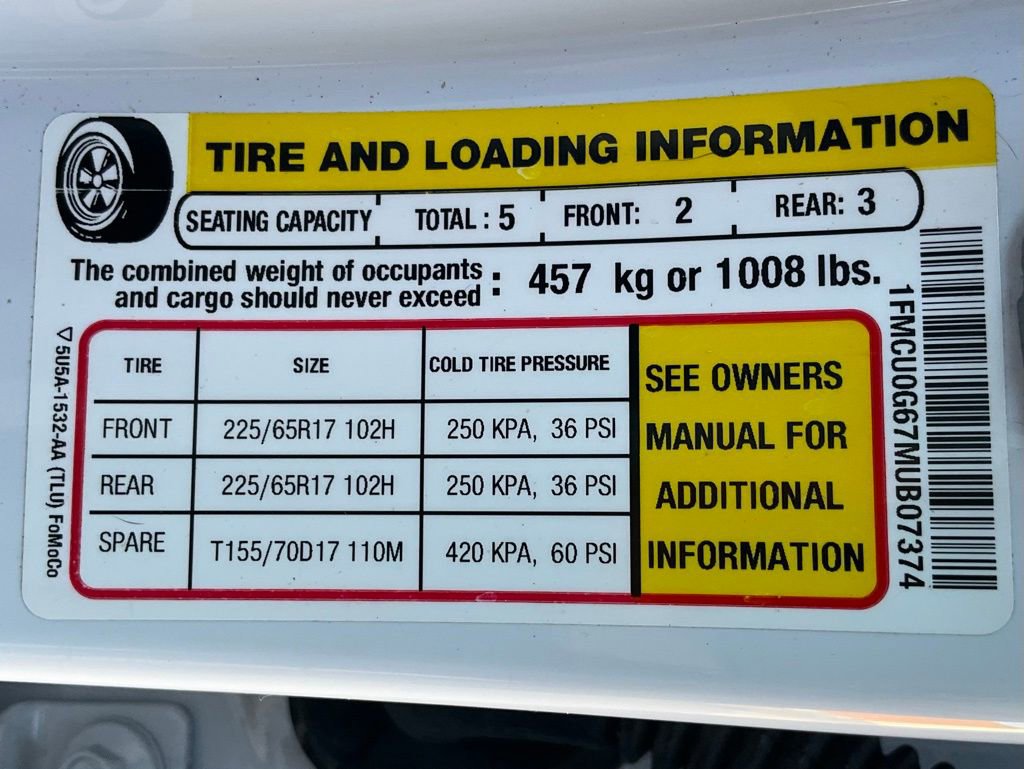 TIRE AND LOADING INFORMATION
SEATING CAPACITY TOTAL : 5 FRONT: 2 REAR: 3
The combined weight of occupants
and cargo should never exceed : 457 kg or 1008 lbs.
TIRE SIZE COLD TIRE PRESSURE
FRONT 225/65R17 102H 250 KPA, 36 PSI
REAR 225/65R17 102H 250 KPA, 36 PSI
SPARE T155/70D17 110M 420 KPA, 60 PSI
SEE OWNERS
MANUAL FOR
ADDITIONAL
INFORMATION
5U5A-1532-AA (TLU) FoMoCo
1FMCU0G67MUB07374